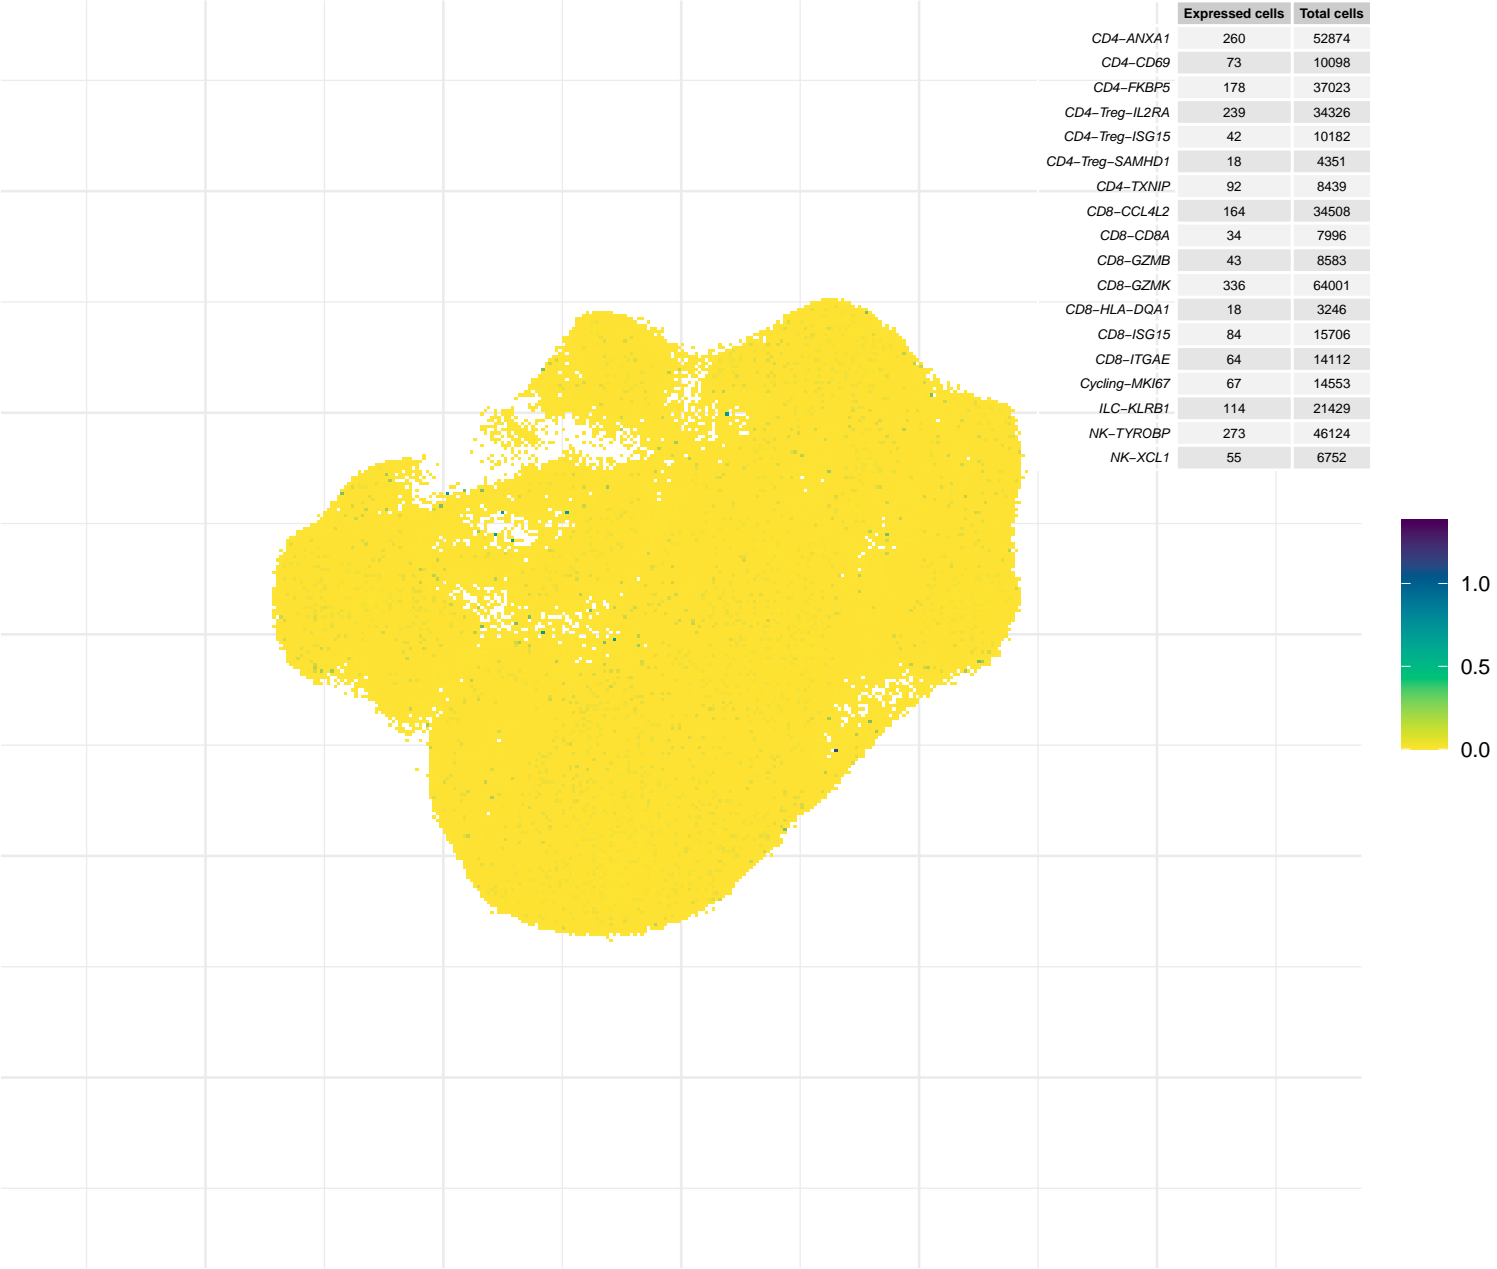 Expressed cells Total cells
CD4−ANXA1 260 52874
CD4−CD69 73 10098
CD4−FKBP5 178 37023
CD4−Treg−IL2RA 239 34326
CD4−Treg−ISG15 42 10182
CD4−Treg−SAMHD1 18 4351
CD4−TXNIP 92 8439
CD8−CCL4L2 164 34508
CD8−CD8A 34 7996
CD8−GZMB 43 8583
CD8−GZMK 336 64001
CD8−HLA−DQA1 18 3246
CD8−ISG15 84 15706
CD8−ITGAE 64 14112
Cycling−MKI67 67 14553
ILC−KLRB1 114 21429
NK−TYROBP 273 46124
NK−XCL1 55 6752
1.0
0.5
0.0